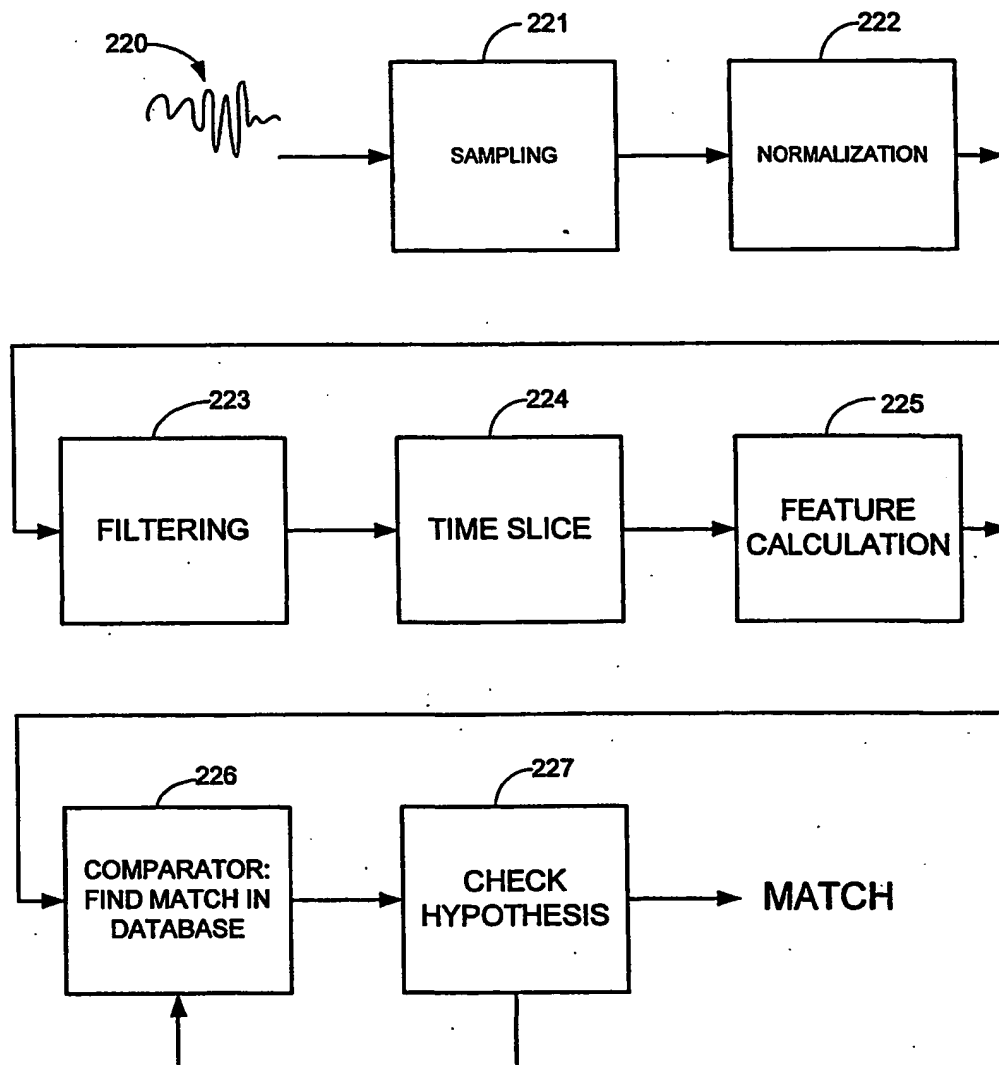 220
221
222
SAMPLING
NORMALIZATION
223
224
225
FILTERING
TIME SLICE
FEATURE
CALCULATION
226
227
COMPARATOR:
FIND MATCH IN
DATABASE
CHECK
HYPOTHESIS
MATCH